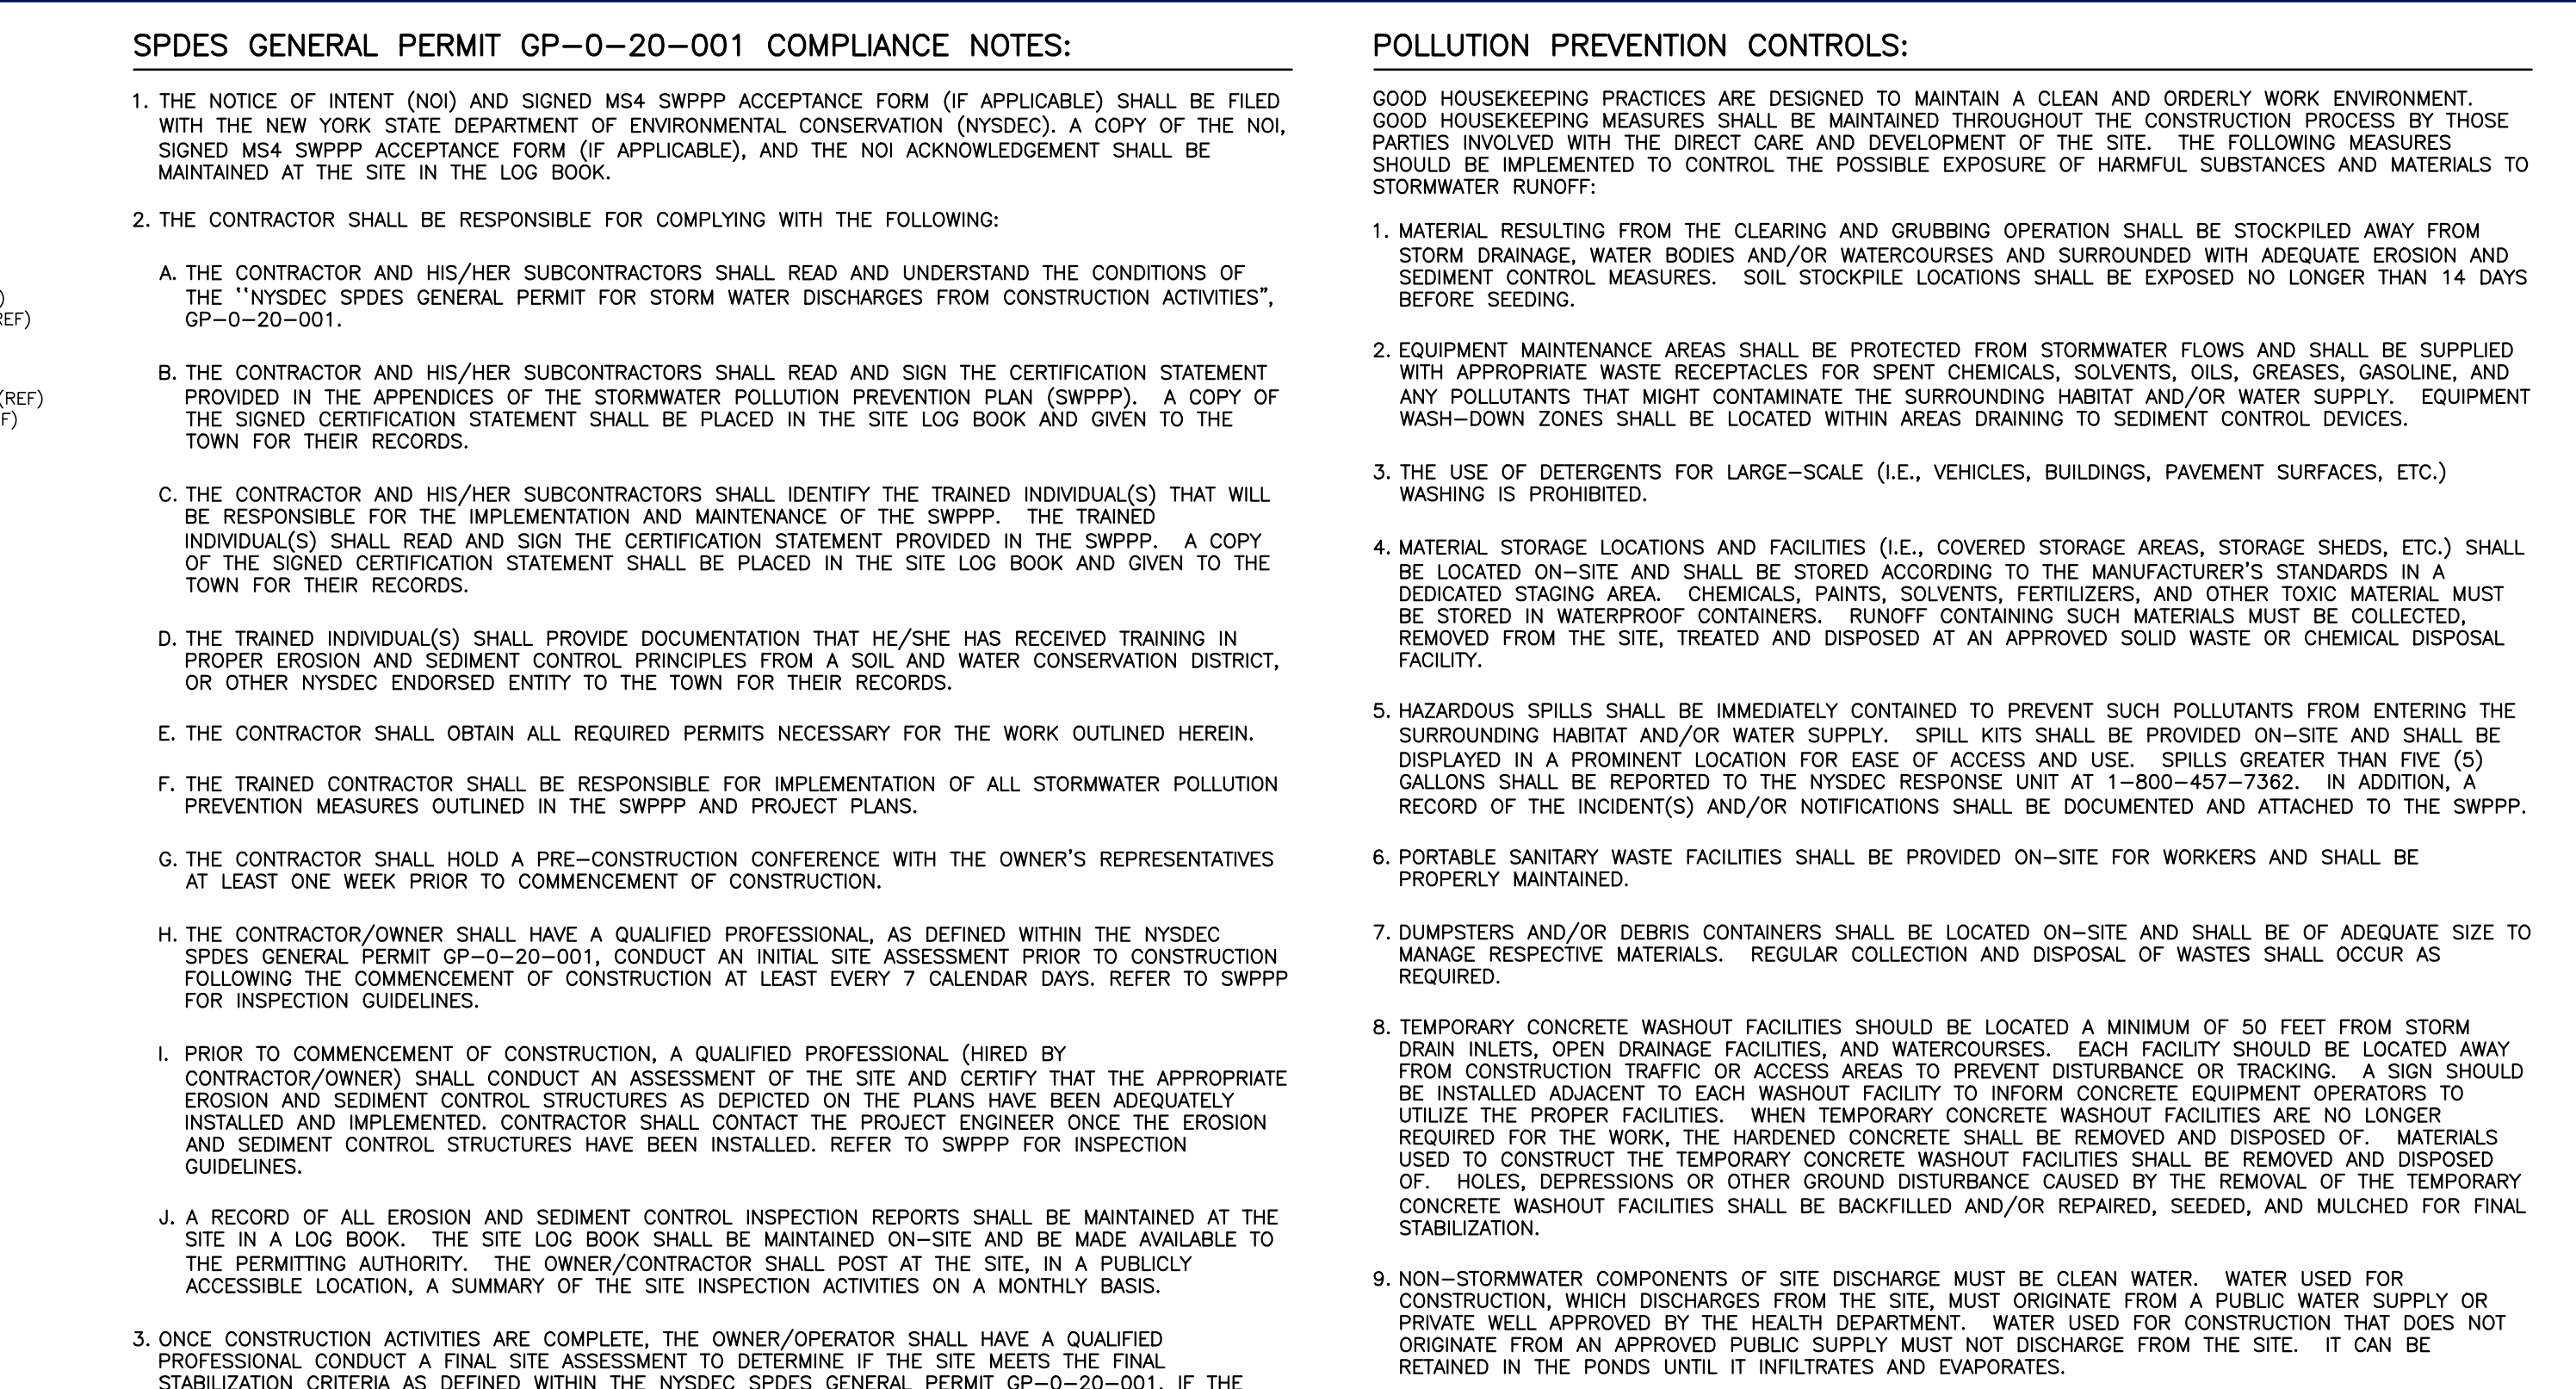 )
REF)
(REF)
F)
SPDES GENERAL PERMIT GP-0-20-001 COMPLIANCE NOTES:
1. THE NOTICE OF INTENT (NOI) AND SIGNED MS4 SWPPP ACCEPTANCE FORM (IF APPLICABLE) SHALL BE FILED
WITH THE NEW YORK STATE DEPARTMENT OF ENVIRONMENTAL CONSERVATION (NYSDEC). A COPY OF THE NOI,
SIGNED MS4 SWPPP ACCEPTANCE FORM (IF APPLICABLE), AND THE NOI ACKNOWLEDGEMENT SHALL BE
MAINTAINED AT THE SITE IN THE LOG BOOK.
2. THE CONTRACTOR SHALL BE RESPONSIBLE FOR COMPLYING WITH THE FOLLOWING:
A. THE CONTRACTOR AND HIS/HER SUBCONTRACTORS SHALL READ AND UNDERSTAND THE CONDITIONS OF
THE ‘‘NYSDEC SPDES GENERAL PERMIT FOR STORM WATER DISCHARGES FROM CONSTRUCTION ACTIVITIES”,
GP-0-20-001.
B. THE CONTRACTOR AND HIS/HER SUBCONTRACTORS SHALL READ AND SIGN THE CERTIFICATION STATEMENT
PROVIDED IN THE APPENDICES OF THE STORMWATER POLLUTION PREVENTION PLAN (SWPPP). A COPY OF
THE SIGNED CERTIFICATION STATEMENT SHALL BE PLACED IN THE SITE LOG BOOK AND GIVEN TO THE
TOWN FOR THEIR RECORDS.
C. THE CONTRACTOR AND HIS/HER SUBCONTRACTORS SHALL IDENTIFY THE TRAINED INDIVIDUAL(S) THAT WILL
BE RESPONSIBLE FOR THE IMPLEMENTATION AND MAINTENANCE OF THE SWPPP. THE TRAINED
INDIVIDUAL(S) SHALL READ AND SIGN THE CERTIFICATION STATEMENT PROVIDED IN THE SWPPP. A COPY
OF THE SIGNED CERTIFICATION STATEMENT SHALL BE PLACED IN THE SITE LOG BOOK AND GIVEN TO THE
TOWN FOR THEIR RECORDS.
D. THE TRAINED INDIVIDUAL(S) SHALL PROVIDE DOCUMENTATION THAT HE/SHE HAS RECEIVED TRAINING IN
PROPER EROSION AND SEDIMENT CONTROL PRINCIPLES FROM A SOIL AND WATER CONSERVATION DISTRICT,
OR OTHER NYSDEC ENDORSED ENTITY TO THE TOWN FOR THEIR RECORDS.
E. THE CONTRACTOR SHALL OBTAIN ALL REQUIRED PERMITS NECESSARY FOR THE WORK OUTLINED HEREIN.
F. THE TRAINED CONTRACTOR SHALL BE RESPONSIBLE FOR IMPLEMENTATION OF ALL STORMWATER POLLUTION
PREVENTION MEASURES OUTLINED IN THE SWPPP AND PROJECT PLANS.
G. THE CONTRACTOR SHALL HOLD A PRE-CONSTRUCTION CONFERENCE WITH THE OWNER'S REPRESENTATIVES
AT LEAST ONE WEEK PRIOR TO COMMENCEMENT OF CONSTRUCTION.
H. THE CONTRACTOR/OWNER SHALL HAVE A QUALIFIED PROFESSIONAL, AS DEFINED WITHIN THE NYSDEC
SPDES GENERAL PERMIT GP-0-20-001, CONDUCT AN INITIAL SITE ASSESSMENT PRIOR TO CONSTRUCTION
FOLLOWING THE COMMENCEMENT OF CONSTRUCTION AT LEAST EVERY 7 CALENDAR DAYS. REFER TO SWPPP
FOR INSPECTION GUIDELINES.
I. PRIOR TO COMMENCEMENT OF CONSTRUCTION, A QUALIFIED PROFESSIONAL (HIRED BY
CONTRACTOR/OWNER) SHALL CONDUCT AN ASSESSMENT OF THE SITE AND CERTIFY THAT THE APPROPRIATE
EROSION AND SEDIMENT CONTROL STRUCTURES AS DEPICTED ON THE PLANS HAVE BEEN ADEQUATELY
INSTALLED AND IMPLEMENTED. CONTRACTOR SHALL CONTACT THE PROJECT ENGINEER ONCE THE EROSION
AND SEDIMENT CONTROL STRUCTURES HAVE BEEN INSTALLED. REFER TO SWPPP FOR INSPECTION
GUIDELINES.
J. A RECORD OF ALL EROSION AND SEDIMENT CONTROL INSPECTION REPORTS SHALL BE MAINTAINED AT THE
SITE IN A LOG BOOK. THE SITE LOG BOOK SHALL BE MAINTAINED ON-SITE AND BE MADE AVAILABLE TO
THE PERMITTING AUTHORITY. THE OWNER/CONTRACTOR SHALL POST AT THE SITE, IN A PUBLICLY
ACCESSIBLE LOCATION, A SUMMARY OF THE SITE INSPECTION ACTIVITIES ON A MONTHLY BASIS.
3. ONCE CONSTRUCTION ACTIVITIES ARE COMPLETE, THE OWNER/OPERATOR SHALL HAVE A QUALIFIED
PROFESSIONAL CONDUCT A FINAL SITE ASSESSMENT TO DETERMINE IF THE SITE MEETS THE FINAL
STABILIZATION CRITERIA AS DEFINED WITHIN THE NYSDEC SPDES GENERAL PERMIT GP-0-20-001. IF THE
POLLUTION PREVENTION CONTROLS:
GOOD HOUSEKEEPING PRACTICES ARE DESIGNED TO MAINTAIN A CLEAN AND ORDERLY WORK ENVIRONMENT.
GOOD HOUSEKEEPING MEASURES SHALL BE MAINTAINED THROUGHOUT THE CONSTRUCTION PROCESS BY THOSE
PARTIES INVOLVED WITH THE DIRECT CARE AND DEVELOPMENT OF THE SITE. THE FOLLOWING MEASURES
SHOULD BE IMPLEMENTED TO CONTROL THE POSSIBLE EXPOSURE OF HARMFUL SUBSTANCES AND MATERIALS TO
STORMWATER RUNOFF:
1. MATERIAL RESULTING FROM THE CLEARING AND GRUBBING OPERATION SHALL BE STOCKPILED AWAY FROM
STORM DRAINAGE, WATER BODIES AND/OR WATERCOURSES AND SURROUNDED WITH ADEQUATE EROSION AND
SEDIMENT CONTROL MEASURES. SOIL STOCKPILE LOCATIONS SHALL BE EXPOSED NO LONGER THAN 14 DAYS
BEFORE SEEDING.
2. EQUIPMENT MAINTENANCE AREAS SHALL BE PROTECTED FROM STORMWATER FLOWS AND SHALL BE SUPPLIED
WITH APPROPRIATE WASTE RECEPTACLES FOR SPENT CHEMICALS, SOLVENTS, OILS, GREASES, GASOLINE, AND
ANY POLLUTANTS THAT MIGHT CONTAMINATE THE SURROUNDING HABITAT AND/OR WATER SUPPLY. EQUIPMENT
WASH-DOWN ZONES SHALL BE LOCATED WITHIN AREAS DRAINING TO SEDIMENT CONTROL DEVICES.
3. THE USE OF DETERGENTS FOR LARGE-SCALE (I.E., VEHICLES, BUILDINGS, PAVEMENT SURFACES, ETC.)
WASHING IS PROHIBITED.
4. MATERIAL STORAGE LOCATIONS AND FACILITIES (I.E., COVERED STORAGE AREAS, STORAGE SHEDS, ETC.) SHALL
BE LOCATED ON-SITE AND SHALL BE STORED ACCORDING TO THE MANUFACTURER'S STANDARDS IN A
DEDICATED STAGING AREA. CHEMICALS, PAINTS, SOLVENTS, FERTILIZERS, AND OTHER TOXIC MATERIAL MUST
BE STORED IN WATERPROOF CONTAINERS. RUNOFF CONTAINING SUCH MATERIALS MUST BE COLLECTED,
REMOVED FROM THE SITE, TREATED AND DISPOSED AT AN APPROVED SOLID WASTE OR CHEMICAL DISPOSAL
FACILITY.
5. HAZARDOUS SPILLS SHALL BE IMMEDIATELY CONTAINED TO PREVENT SUCH POLLUTANTS FROM ENTERING THE
SURROUNDING HABITAT AND/OR WATER SUPPLY. SPILL KITS SHALL BE PROVIDED ON-SITE AND SHALL BE
DISPLAYED IN A PROMINENT LOCATION FOR EASE OF ACCESS AND USE. SPILLS GREATER THAN FIVE (5)
GALLONS SHALL BE REPORTED TO THE NYSDEC RESPONSE UNIT AT 1-800-457-7362. IN ADDITION, A
RECORD OF THE INCIDENT(S) AND/OR NOTIFICATIONS SHALL BE DOCUMENTED AND ATTACHED TO THE SWPPP.
6. PORTABLE SANITARY WASTE FACILITIES SHALL BE PROVIDED ON-SITE FOR WORKERS AND SHALL BE
PROPERLY MAINTAINED.
7. DUMPSTERS AND/OR DEBRIS CONTAINERS SHALL BE LOCATED ON-SITE AND SHALL BE OF ADEQUATE SIZE TO
MANAGE RESPECTIVE MATERIALS. REGULAR COLLECTION AND DISPOSAL OF WASTES SHALL OCCUR AS
REQUIRED.
8. TEMPORARY CONCRETE WASHOUT FACILITIES SHOULD BE LOCATED A MINIMUM OF 50 FEET FROM STORM
DRAIN INLETS, OPEN DRAINAGE FACILITIES, AND WATERCOURSES. EACH FACILITY SHOULD BE LOCATED AWAY
FROM CONSTRUCTION TRAFFIC OR ACCESS AREAS TO PREVENT DISTURBANCE OR TRACKING. A SIGN SHOULD
BE INSTALLED ADJACENT TO EACH WASHOUT FACILITY TO INFORM CONCRETE EQUIPMENT OPERATORS TO
UTILIZE THE PROPER FACILITIES. WHEN TEMPORARY CONCRETE WASHOUT FACILITIES ARE NO LONGER
REQUIRED FOR THE WORK, THE HARDENED CONCRETE SHALL BE REMOVED AND DISPOSED OF. MATERIALS
USED TO CONSTRUCT THE TEMPORARY CONCRETE WASHOUT FACILITIES SHALL BE REMOVED AND DISPOSED
OF. HOLES, DEPRESSIONS OR OTHER GROUND DISTURBANCE CAUSED BY THE REMOVAL OF THE TEMPORARY
CONCRETE WASHOUT FACILITIES SHALL BE BACKFILLED AND/OR REPAIRED, SEEDED, AND MULCHED FOR FINAL
STABILIZATION.
9. NON-STORMWATER COMPONENTS OF SITE DISCHARGE MUST BE CLEAN WATER. WATER USED FOR
CONSTRUCTION, WHICH DISCHARGES FROM THE SITE, MUST ORIGINATE FROM A PUBLIC WATER SUPPLY OR
PRIVATE WELL APPROVED BY THE HEALTH DEPARTMENT. WATER USED FOR CONSTRUCTION THAT DOES NOT
ORIGINATE FROM AN APPROVED PUBLIC SUPPLY MUST NOT DISCHARGE FROM THE SITE. IT CAN BE
RETAINED IN THE PONDS UNTIL IT INFILTRATES AND EVAPORATES.